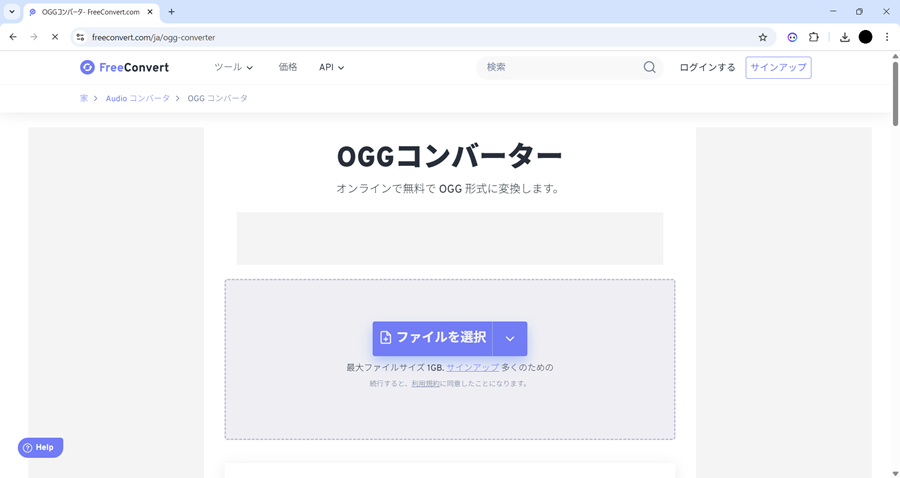 OGGコンバータ- FreeConvert.com
freeconvert.com/ja/ogg-converter
FreeConvert
ツール
価格
API
検索
ログインする
サインアップ
家 > Audio コンバータ > OGG コンバータ
OGGコンバーター
オンラインで無料で OGG 形式に変換します。
ファイルを選択
最大ファイルサイズ 1GB. サインアップ 多くのための
続行すると、利用規約に同意したことになります。
Help